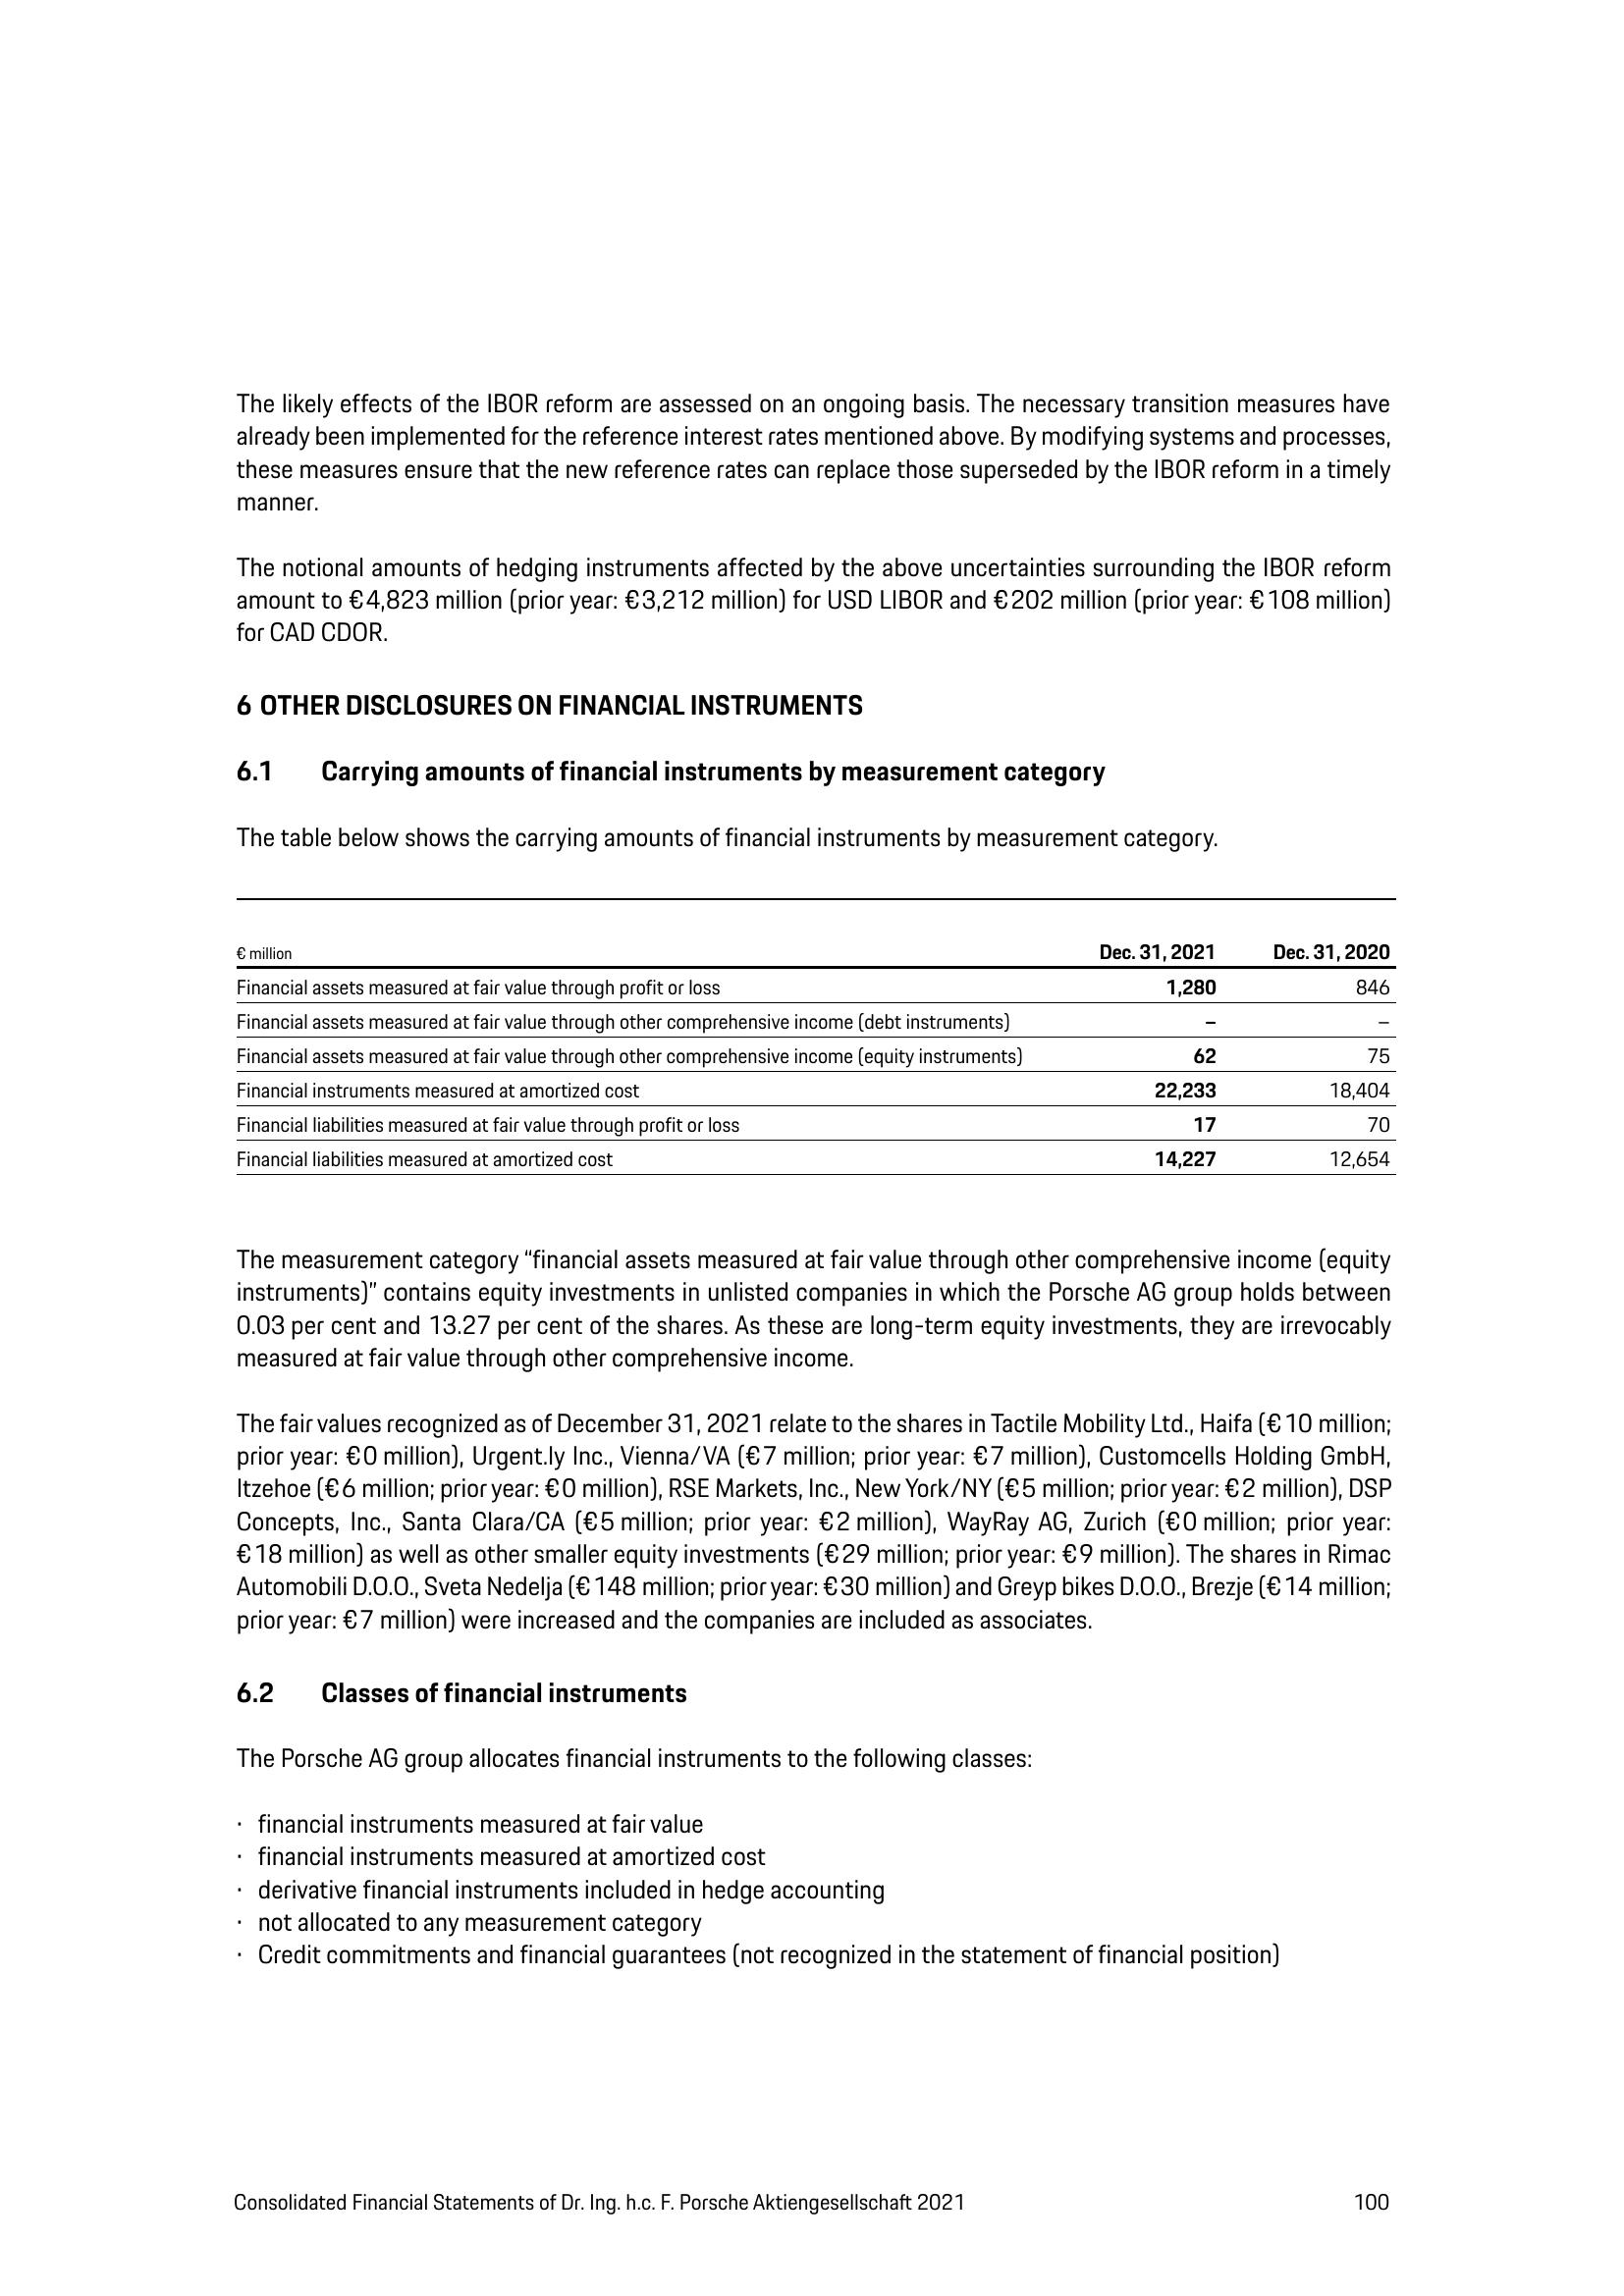 The likely effects of the IBOR reform are assessed on an ongoing basis. The necessary transition measures have
already been implemented for the reference interest rates mentioned above. By modifying systems and processes,
these measures ensure that the new reference rates can replace those superseded by the IBOR reform in a timely
manner.
The notional amounts of hedging instruments affected by the above uncertainties surrounding the IBOR reform
amount to €4,823 million (prior year: €3,212 million) for USD LIBOR and €202 million (prior year: €108 million)
for CAD CDOR.
6 OTHER DISCLOSURES ON FINANCIAL INSTRUMENTS
6.1 Carrying amounts of financial instruments by measurement category
The table below shows the carrying amounts of financial instruments by measurement category.
€ million Dec. 31, 2021 Dec. 31, 2020
Financial assets measured at fair value through profit or loss 1,280 846
Financial assets measured at fair value through other comprehensive income (debt instruments) – –
Financial assets measured at fair value through other comprehensive income (equity instruments) 62 75
Financial instruments measured at amortized cost 22,233 18,404
Financial liabilities measured at fair value through profit or loss 17 70
Financial liabilities measured at amortized cost 14,227 12,654
The measurement category “financial assets measured at fair value through other comprehensive income (equity
instruments)” contains equity investments in unlisted companies in which the Porsche AG group holds between
0.03 per cent and 13.27 per cent of the shares. As these are long-term equity investments, they are irrevocably
measured at fair value through other comprehensive income.
The fair values recognized as of December 31, 2021 relate to the shares in Tactile Mobility Ltd., Haifa (€10 million;
prior year: €0 million), Urgent.ly Inc., Vienna/VA (€7 million; prior year: €7 million), Customcells Holding GmbH,
Itzehoe (€6 million; prior year: €0 million), RSE Markets, Inc., New York/NY (€5 million; prior year: €2 million), DSP
Concepts, Inc., Santa Clara/CA (€5 million; prior year: €2 million), WayRay AG, Zurich (€0 million; prior year:
€18 million) as well as other smaller equity investments (€29 million; prior year: €9 million). The shares in Rimac
Automobili D.O.O., Sveta Nedelja (€148 million; prior year: €30 million) and Greyp bikes D.O.O., Brezje (€14 million;
prior year: €7 million) were increased and the companies are included as associates.
6.2 Classes of financial instruments
The Porsche AG group allocates financial instruments to the following classes:
· financial instruments measured at fair value
· financial instruments measured at amortized cost
· derivative financial instruments included in hedge accounting
· not allocated to any measurement category
· Credit commitments and financial guarantees (not recognized in the statement of financial position)
Consolidated Financial Statements of Dr. Ing. h.c. F. Porsche Aktiengesellschaft 2021 100